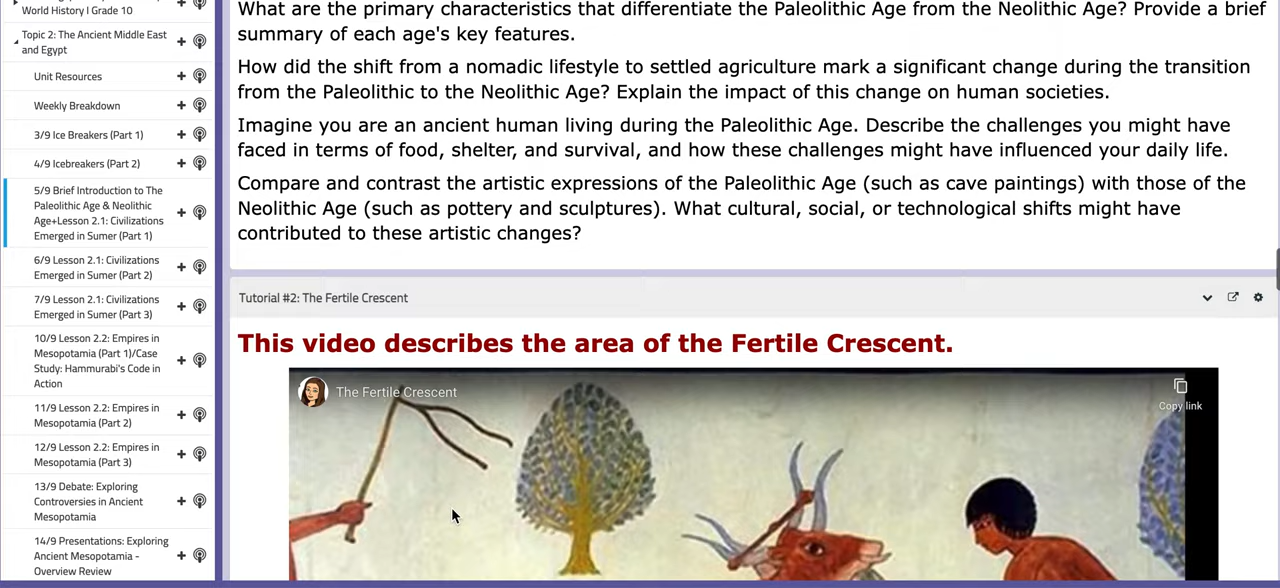 World History I Grade 10
Topic 2: The Ancient Middle East
and Egypt
Unit Resources
Weekly Breakdown
3/9 Ice Breakers (Part 1)
4/9 Icebreakers (Part 2)
5/9 Brief Introduction to The
Paleolithic Age & Neolithic
Age+Lesson 2.1: Civilizations
Emerged in Sumer (Part 1)
6/9 Lesson 2.1: Civilizations
Emerged in Sumer (Part 2)
7/9 Lesson 2.1: Civilizations
Emerged in Sumer (Part 3)
10/9 Lesson 2.2: Empires in
Mesopotamia (Part 1)/Case
Study: Hammurabi's Code in
Action
11/9 Lesson 2.2: Empires in
Mesopotamia (Part 2)
12/9 Lesson 2.2: Empires in
Mesopotamia (Part 3)
13/9 Debate: Exploring
Controversies in Ancient
Mesopotamia
14/9 Presentations: Exploring
Ancient Mesopotamia -
Overview Review
What are the primary characteristics that differentiate the Paleolithic Age from the Neolithic Age? Provide a brief
summary of each age's key features.
How did the shift from a nomadic lifestyle to settled agriculture mark a significant change during the transition
from the Paleolithic to the Neolithic Age? Explain the impact of this change on human societies.
Imagine you are an ancient human living during the Paleolithic Age. Describe the challenges you might have
faced in terms of food, shelter, and survival, and how these challenges might have influenced your daily life.
Compare and contrast the artistic expressions of the Paleolithic Age (such as cave paintings) with those of the
Neolithic Age (such as pottery and sculptures). What cultural, social, or technological shifts might have
contributed to these artistic changes?
Tutorial #2: The Fertile Crescent
This video describes the area of the Fertile Crescent.
The Fertile Crescent
Copy link